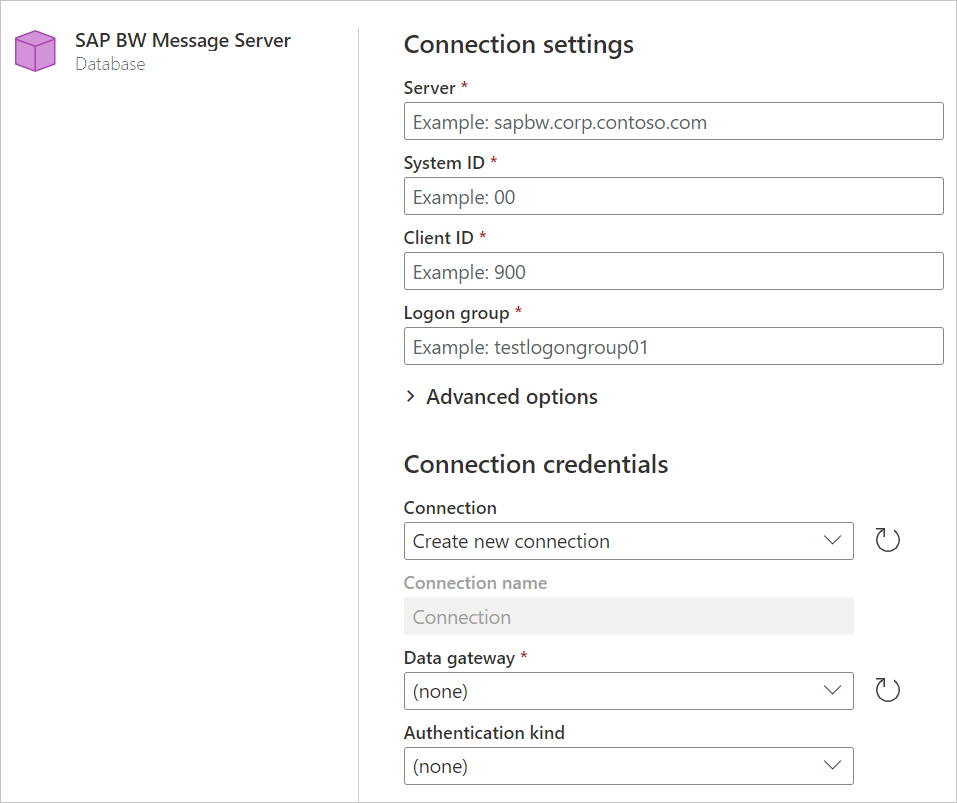 SAP BW Message Server
Database
Connection settings
Server *
Example: sapbw.corp.contoso.com
System ID *
Example: 00
Client ID *
Example: 900
Logon group *
Example: testlogongroup01
Advanced options
Connection credentials
Connection
Create new connection
Connection name
Connection
Data gateway *
(none)
Authentication kind
(none)